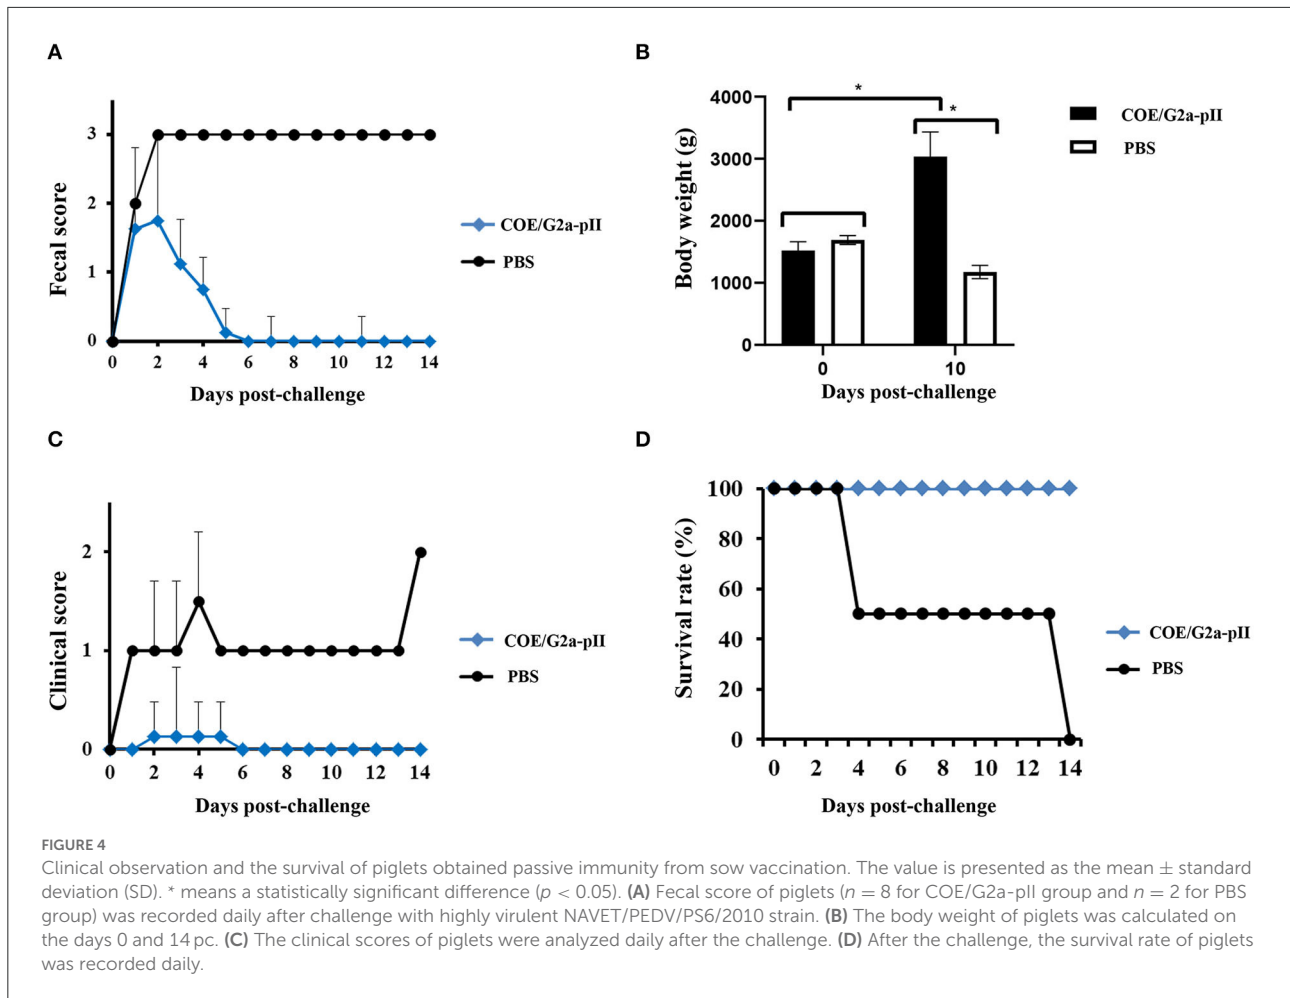 A
3
2
1
0
Fecal score
0 2 4 6 8 10 12 14
Days post-challenge
COE/G2a-pII
PBS
B
4000
3000
2000
1000
0
Body weight (g)
*
*
0 10
Days post-challenge
COE/G2a-pII
PBS
C
2
1
0
Clinical score
0 2 4 6 8 10 12 14
Days post-challenge
COE/G2a-pII
PBS
D
100
80
60
40
20
0
Survival rate (%)
0 2 4 6 8 10 12 14
Days post-challenge
COE/G2a-pII
PBS
FIGURE 4
Clinical observation and the survival of piglets obtained passive immunity from sow vaccination. The value is presented as the mean ± standard
deviation (SD). * means a statistically significant difference (p < 0.05). (A) Fecal score of piglets (n = 8 for COE/G2a-pII group and n = 2 for PBS
group) was recorded daily after challenge with highly virulent NAVET/PEDV/PS6/2010 strain. (B) The body weight of piglets was calculated on
the days 0 and 14 pc. (C) The clinical scores of piglets were analyzed daily after the challenge. (D) After the challenge, the survival rate of piglets
was recorded daily.